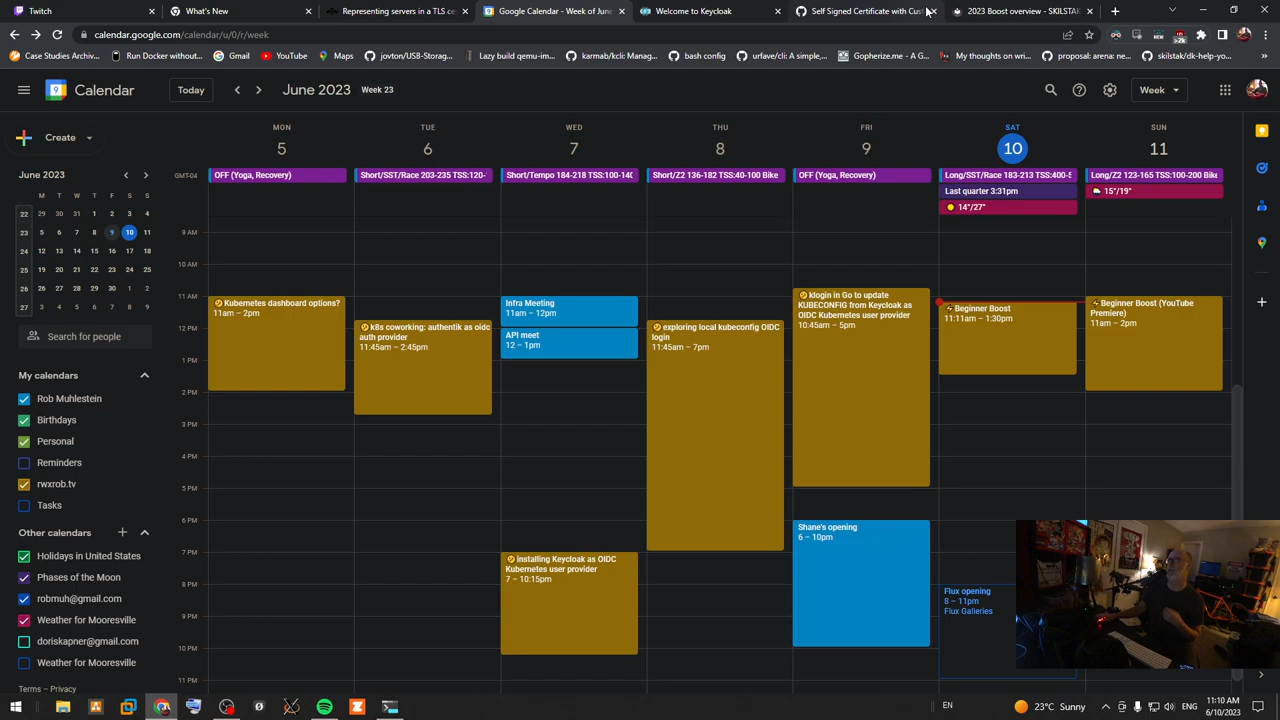 Twitch
What's New
Representing servers in a TLS ce
Google Calendar - Week of June
Welcome to Keycloak
Self Signed Certificate with Cust
2023 Boost overview - SKILSTAK
calendar.google.com/calendar/u/0/r/week
Case Studies Archiv...
Run Docker without...
Gmail
YouTube
Maps
joyton/USB-Storag...
karmab/kcli: Manag...
bash config
urfave/cli: A simple,...
Gopherize.me - A G...
My thoughts on wri...
proposal: arena: ne...
skilstak/dk-help-yo...
Calendar
Today
June 2023
Week 23
Week
Create
MON
TUE
WED
THU
FRI
SAT
SUN
5
6
7
8
9
10
11
GMT-04
OFF (Yoga, Recovery)
Short/SST/Race 203-235 TSS:120-
Short/Tempo 184-218 TSS:100-140
Short/Z2 136-182 TSS:40-100 Bike
OFF (Yoga, Recovery)
Long/SST/Race 183-213 TSS:400-5
Long/Z2 123-165 TSS:100-200 Bike
Last quarter 3:31pm
15°/19°
14°/27°
June 2023
M T W T F S S
22 29 30 31 1 2 3 4
23 5 6 7 8 9 10 11
24 12 13 14 15 16 17 18
25 19 20 21 22 23 24 25
26 26 27 28 29 30 1 2
27 3 4 5 6 7 8 9
9 AM
10 AM
11 AM
12 PM
1 PM
2 PM
3 PM
4 PM
5 PM
6 PM
7 PM
8 PM
9 PM
10 PM
11 PM
Kubernetes dashboard options?
11am – 2pm
k8s coworking: authentik as oidc
auth provider
11:45am – 2:45pm
Infra Meeting
11am – 12pm
API meet
12 – 1pm
installing Keycloak as OIDC
Kubernetes user provider
7 – 10:15pm
exploring local kubeconfig OIDC
login
11:45am – 7pm
klogin in Go to update
KUBECONFIG from Keycloak as
OIDC Kubernetes user provider
10:45am – 5pm
Shane's opening
6 – 10pm
Beginner Boost
11:11am – 1:30pm
Flux opening
8 – 11pm
Flux Galleries
Beginner Boost (YouTube
Premiere)
11am – 2pm
Search for people
My calendars
Rob Muhlestein
Birthdays
Personal
Reminders
rwxrob.tv
Tasks
Other calendars
Holidays in United States
Phases of the Moon
robmuh@gmail.com
Weather for Mooresville
doriskapner@gmail.com
Weather for Mooresville
Terms – Privacy
EN
23°C Sunny
ENG
11:10 AM
6/10/2023